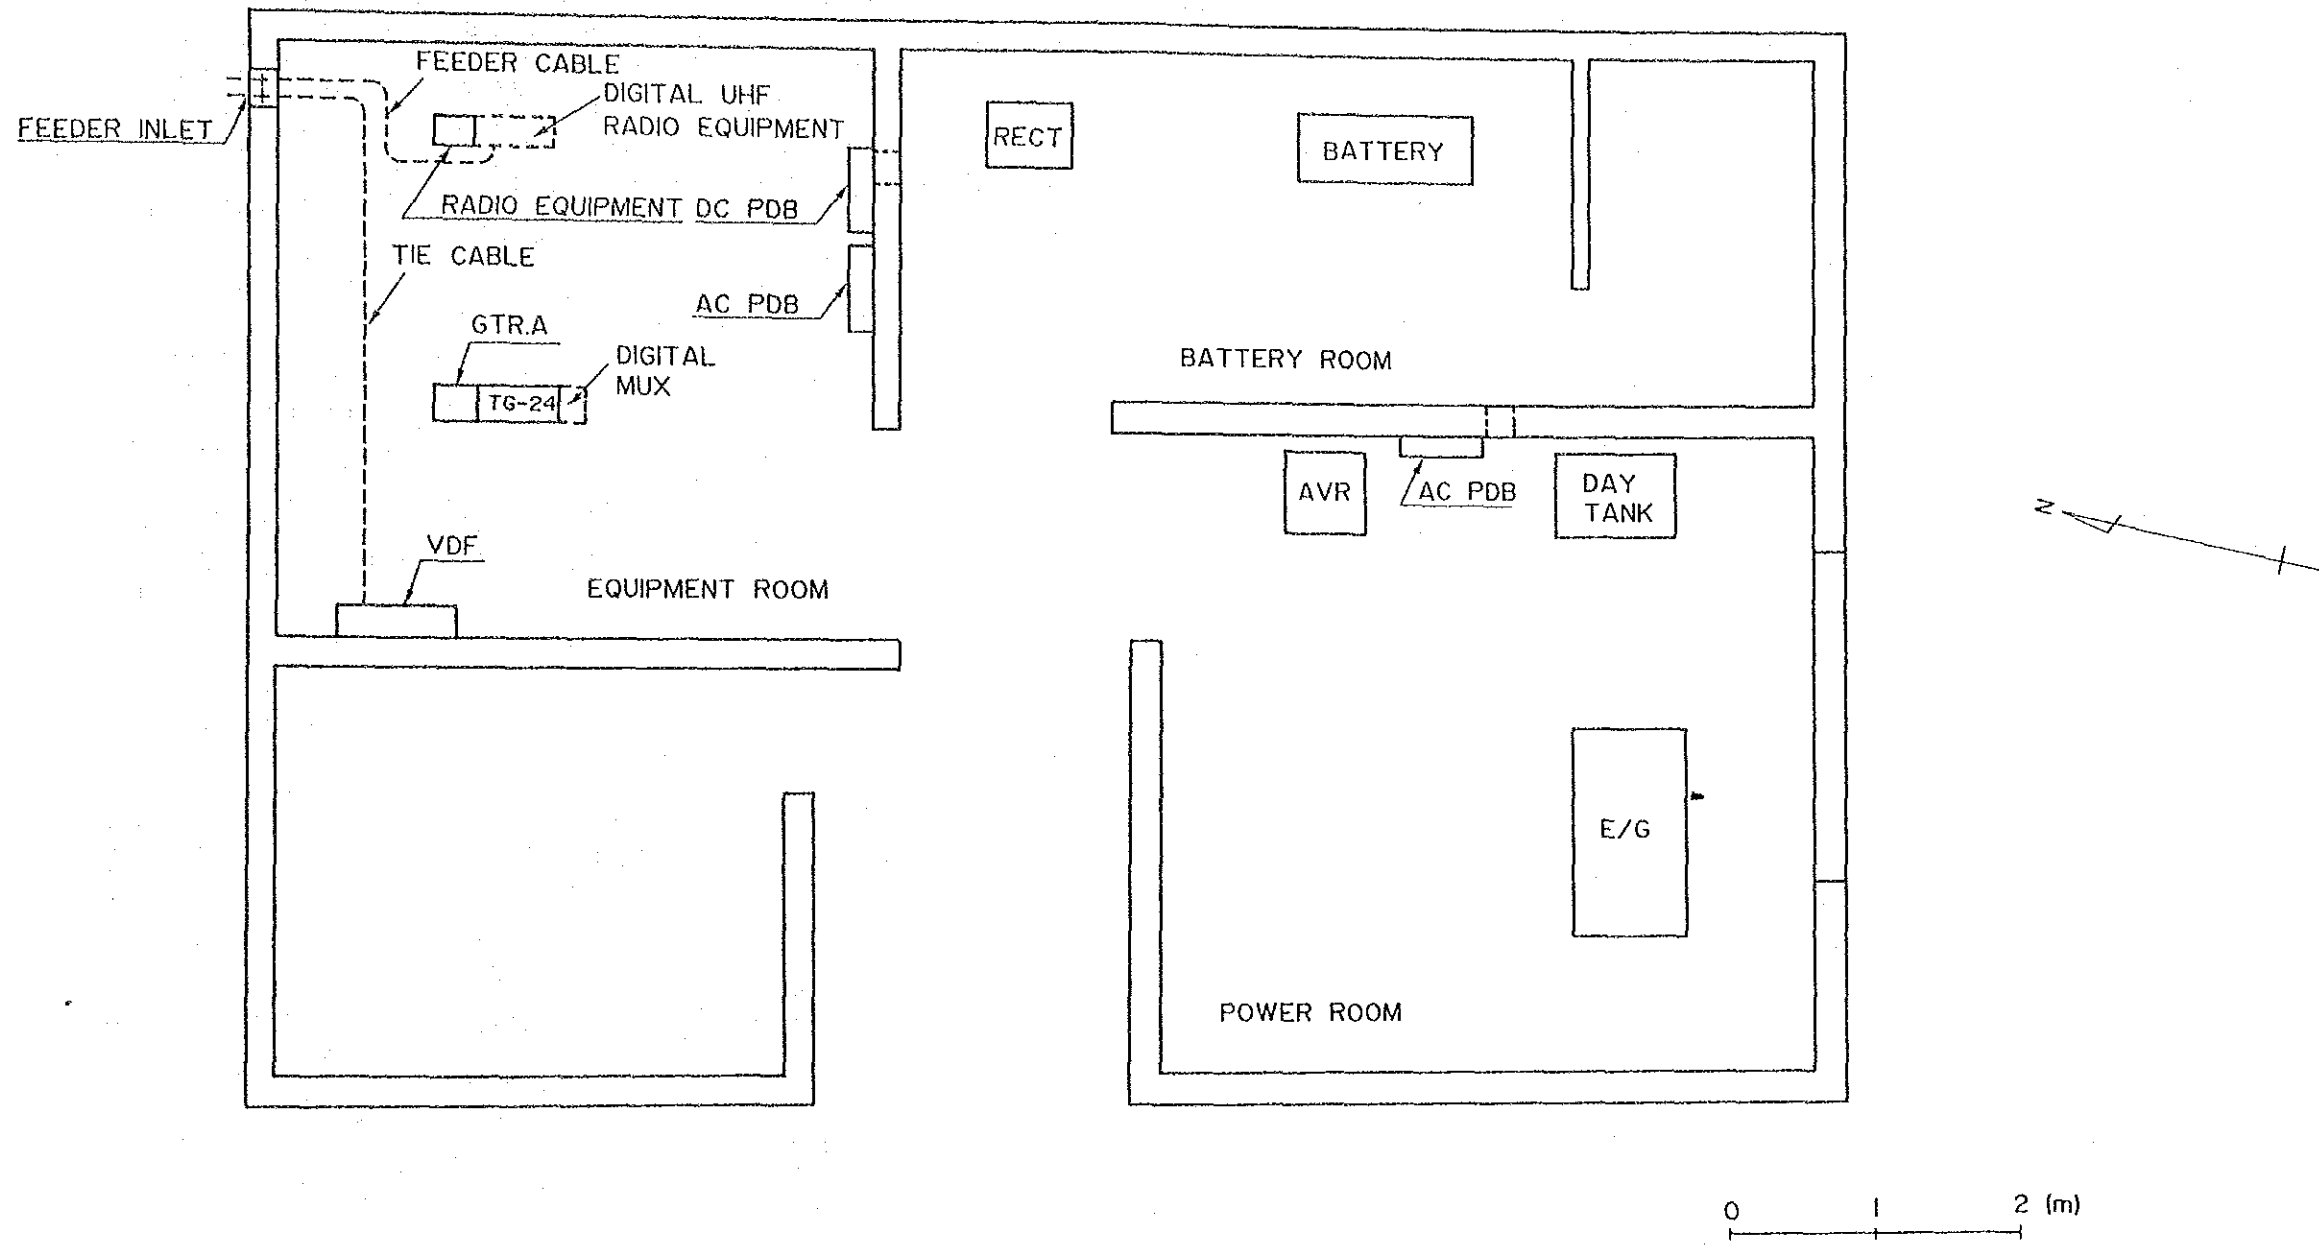 FEEDER CABLE
DIGITAL UHF
RADIO EQUIPMENT
FEEDER INLET
RECT
BATTERY
RADIO EQUIPMENT
DC PDB
TIE CABLE
AC PDB
GTR.A
DIGITAL
MUX
TG-24
BATTERY ROOM
AVR
AC PDB
DAY
TANK
N
VDF
EQUIPMENT ROOM
E/G
POWER ROOM
0 1 2 (m)